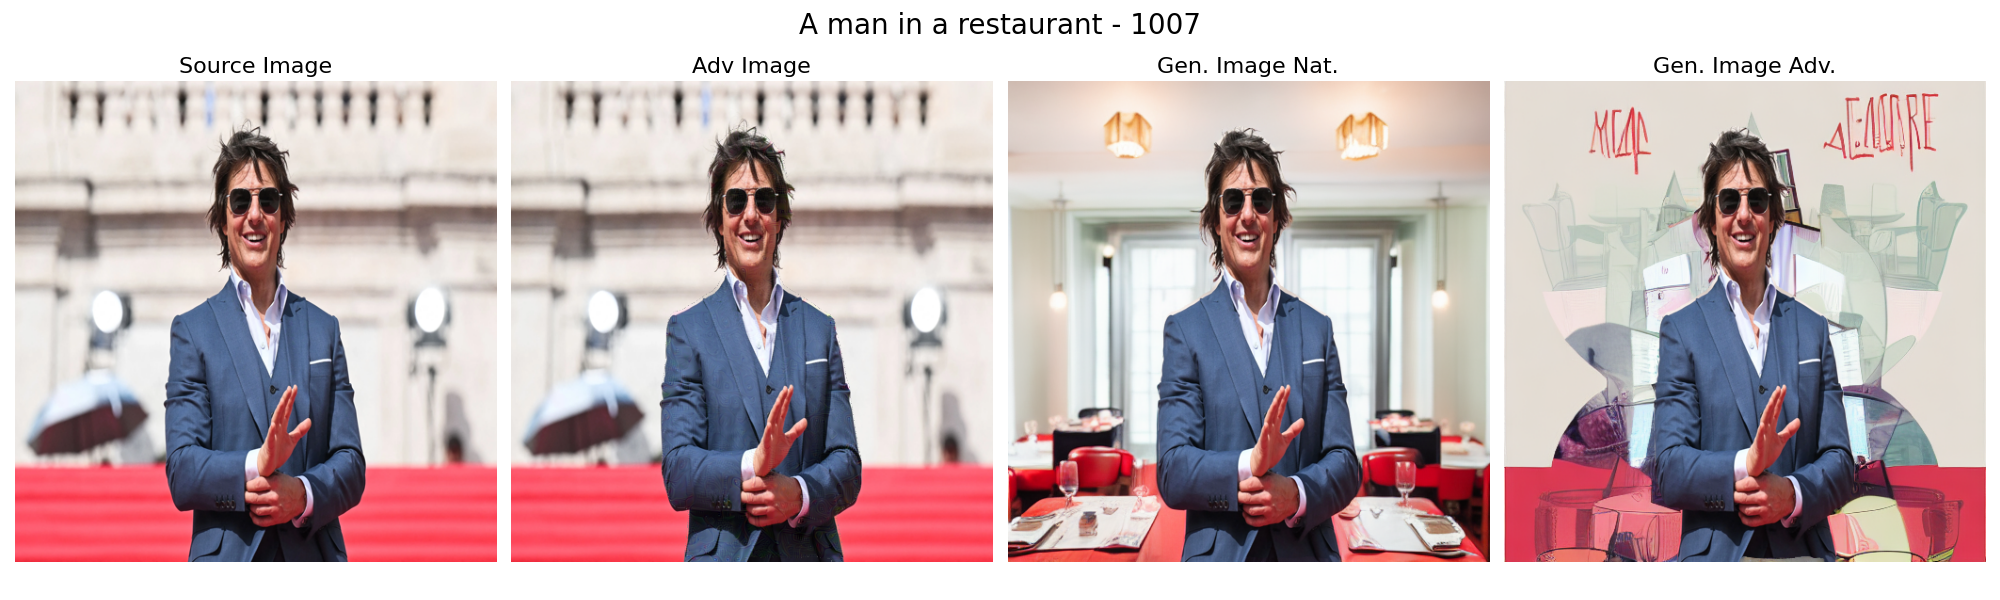 A man in a restaurant - 1007
Source Image
Adv Image
Gen. Image Nat.
Gen. Image Adv.